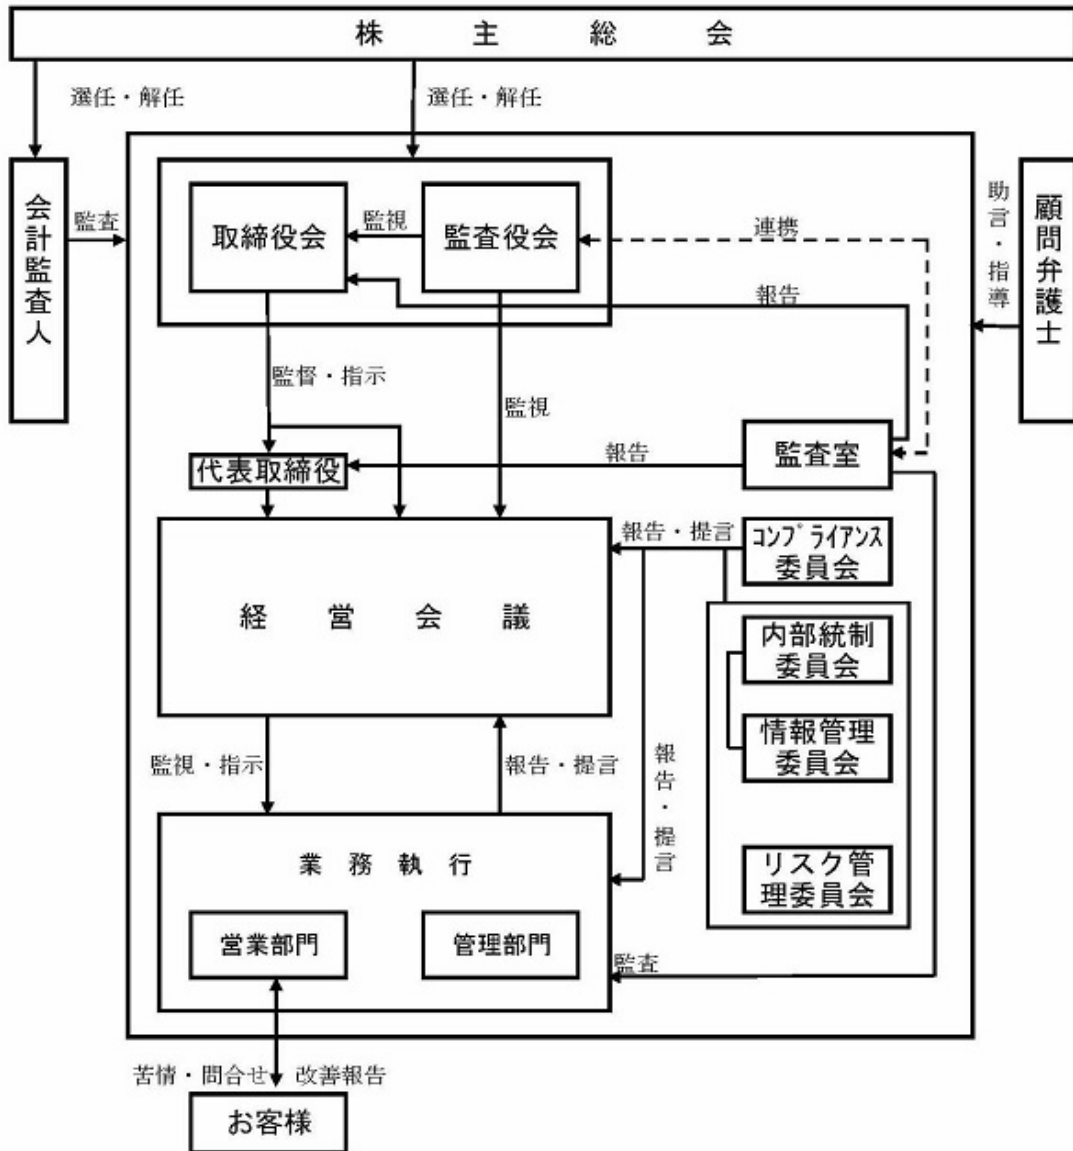 株主総会
選任・解任
選任・解任
会計監査人
監査
取締役会
監視
監査役会
連携
報告
助言・指導
顧問弁護士
監督・指示
監視
代表取締役
報告
監査室
経営会議
報告・提言
コンプライアンス
委員会
内部統制
委員会
情報管理
委員会
リスク管
理委員会
監視・指示
報告・提言
報告・提言
業務執行
営業部門
管理部門
監査
苦情・問合せ
改善報告
お客様